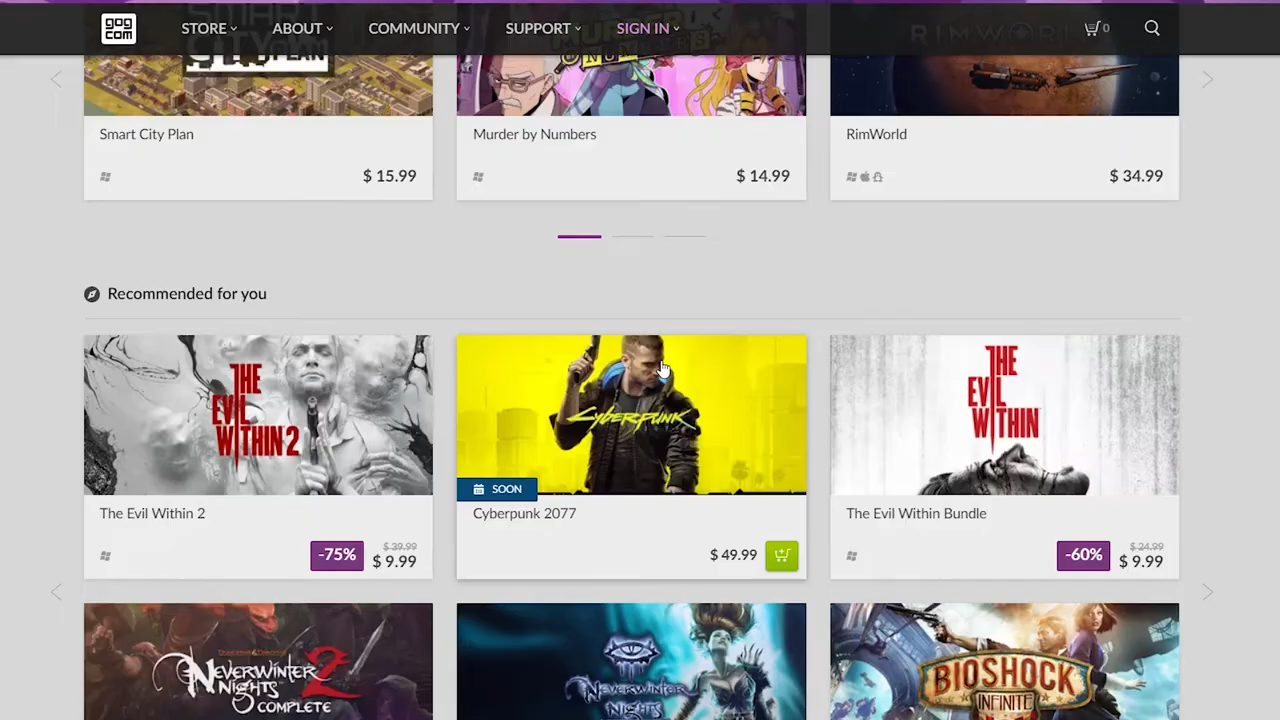 gog
com
STORE
ABOUT
COMMUNITY
SUPPORT
SIGN IN
0
CITY
PLAN
RIMWORLD
Smart City Plan
Murder by Numbers
RimWorld
$ 15.99
$ 14.99
$ 34.99
Recommended for you
THE
EVIL
WITHIN 2
CYBERPUNK
THE
EVIL
WITHIN
SOON
The Evil Within 2
Cyberpunk 2077
The Evil Within Bundle
-75%
$ 39.99
$ 9.99
$ 49.99
-60%
$ 24.99
$ 9.99
NEVERWINTER
NIGHTS 2
COMPLETE
NEVERWINTER
NIGHTS
BIOSHOCK
INFINITE